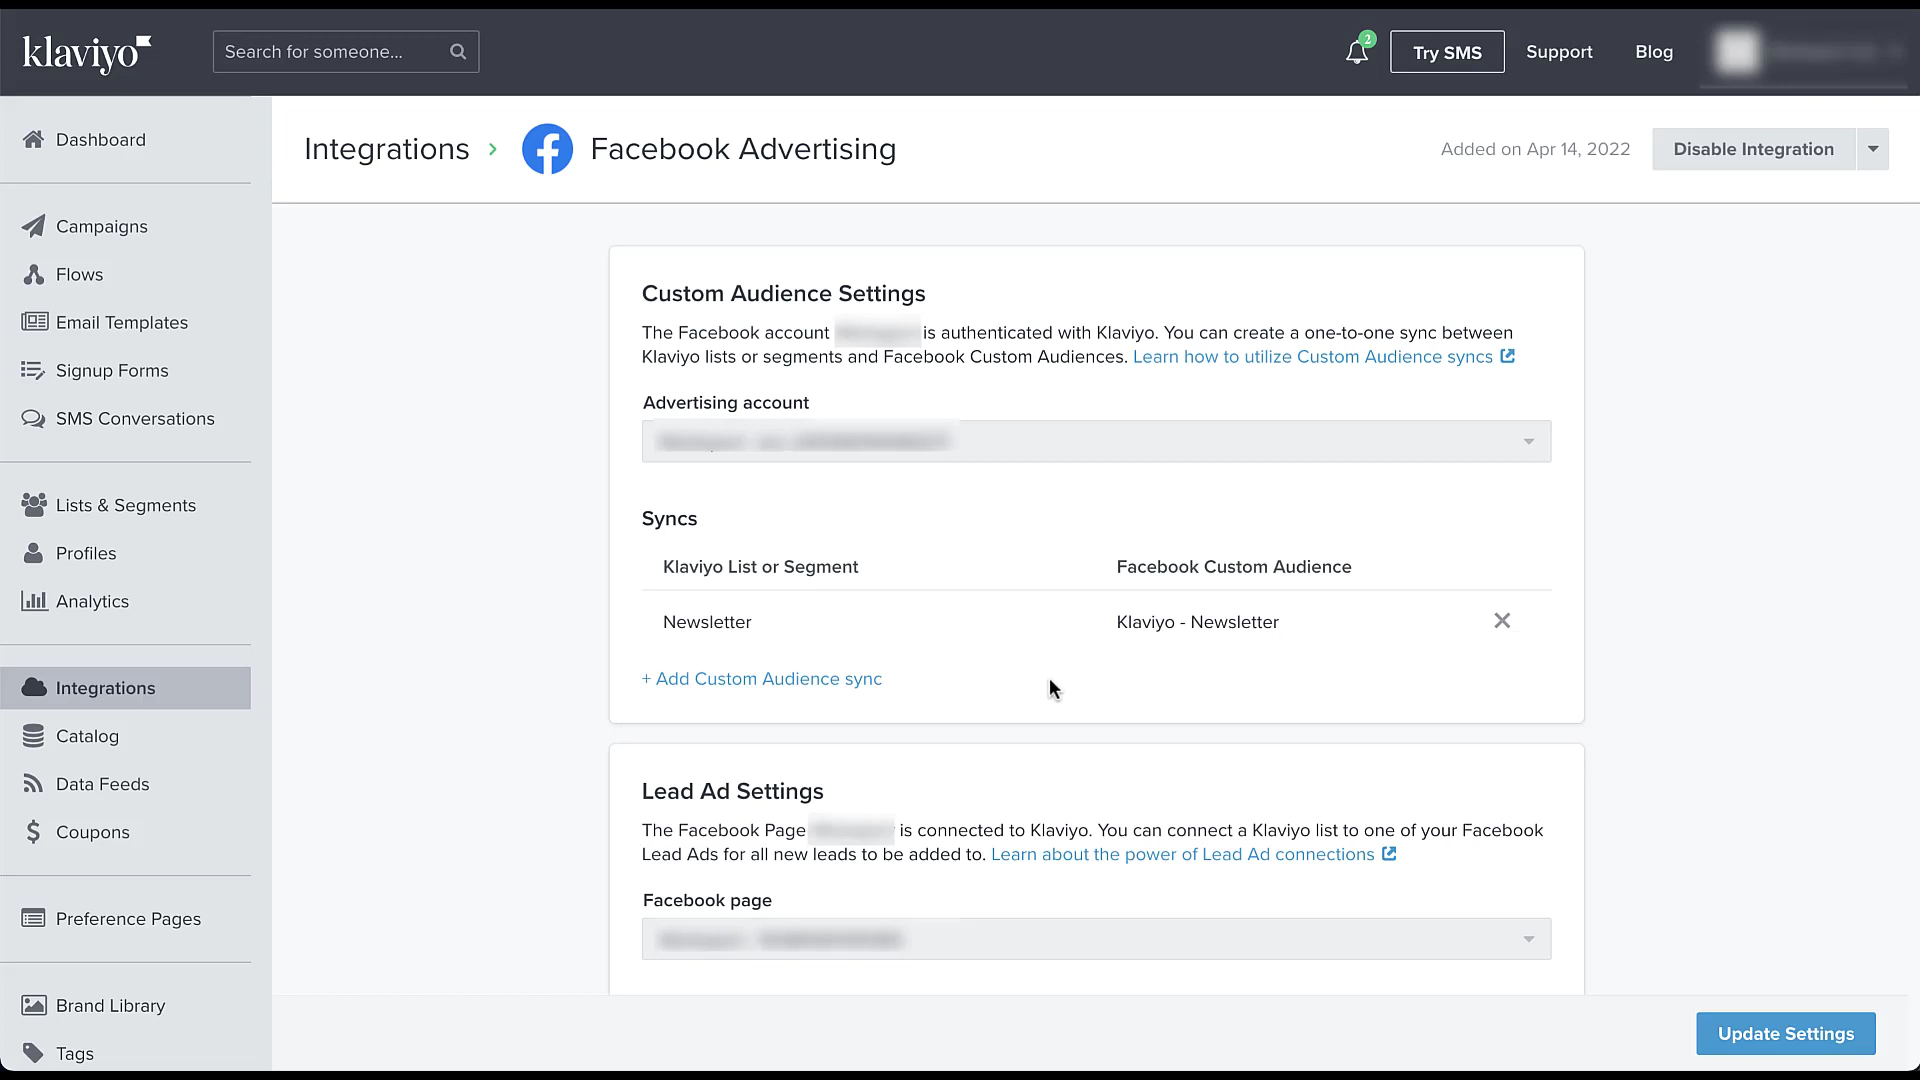 klaviyo
Search for someone...
2
Try SMS
Support
Blog
Dashboard
Campaigns
Flows
Email Templates
Signup Forms
SMS Conversations
Lists & Segments
Profiles
Analytics
Integrations
Catalog
Data Feeds
Coupons
Preference Pages
Brand Library
Tags
Integrations › Facebook Advertising
Added on Apr 14, 2022
Disable Integration
Custom Audience Settings
The Facebook account is authenticated with Klaviyo. You can create a one-to-one sync between
Klaviyo lists or segments and Facebook Custom Audiences. Learn how to utilize Custom Audience syncs
Advertising account
Syncs
Klaviyo List or Segment
Facebook Custom Audience
Newsletter
Klaviyo - Newsletter
+ Add Custom Audience sync
Lead Ad Settings
The Facebook Page is connected to Klaviyo. You can connect a Klaviyo list to one of your Facebook
Lead Ads for all new leads to be added to. Learn about the power of Lead Ad connections
Facebook page
Update Settings